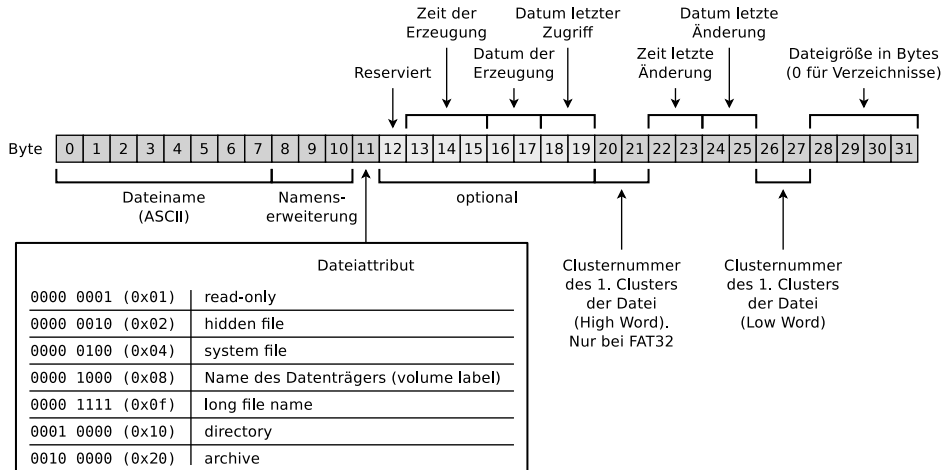 Zeit der
Erzeugung
Datum letzter
Zugriff
Datum letzte
Änderung
Reserviert
Datum der
Erzeugung
Zeit letzte
Änderung
Dateigröße in Bytes
(0 für Verzeichnisse)
Byte 0 1 2 3 4 5 6 7 8 9 10 11 12 13 14 15 16 17 18 19 20 21 22 23 24 25 26 27 28 29 30 31
Dateiname
(ASCII)
Namens-
erweiterung
optional
Clusternummer
des 1. Clusters
der Datei
(High Word).
Nur bei FAT32
Clusternummer
des 1. Clusters
der Datei
(Low Word)
Dateiattribut
0000 0001 (0x01) read-only
0000 0010 (0x02) hidden file
0000 0100 (0x04) system file
0000 1000 (0x08) Name des Datenträgers (volume label)
0000 1111 (0x0f) long file name
0001 0000 (0x10) directory
0010 0000 (0x20) archive